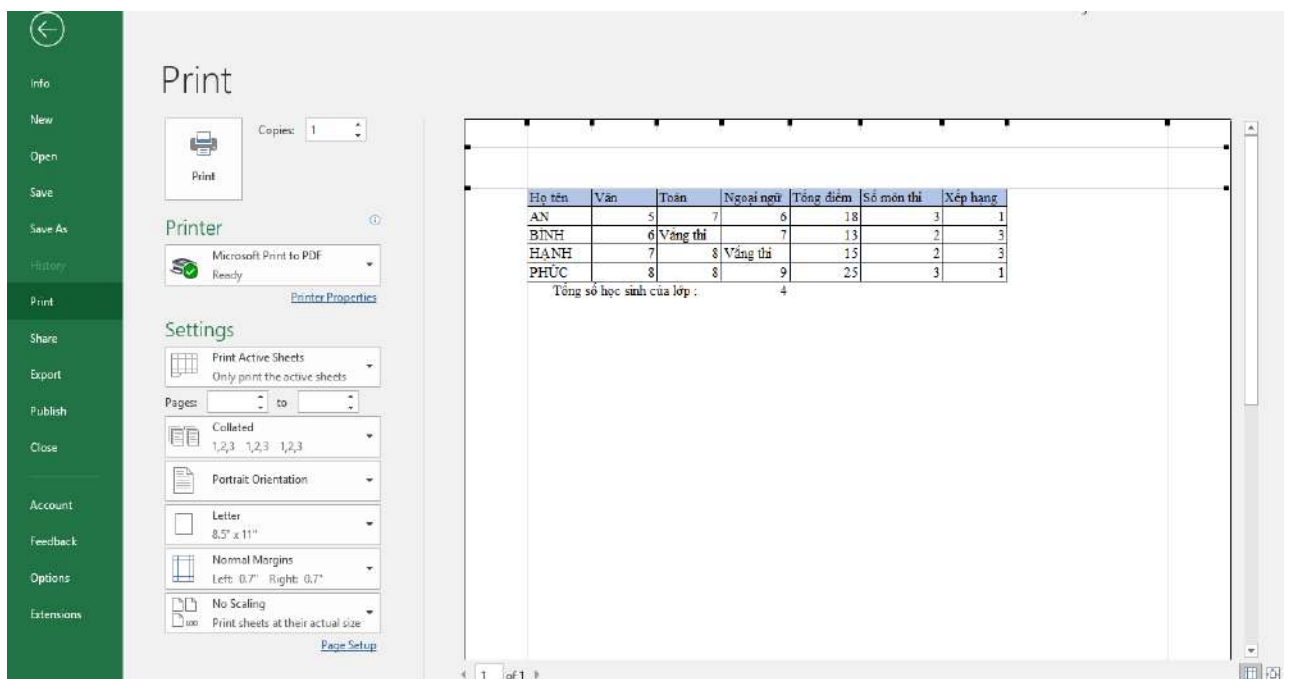 Info
New
Open
Save
Save As
History
Print
Share
Export
Publish
Close
Account
Feedback
Options
Extensions
Print
Copies: 1
Print
Printer
Microsoft Print to PDF
Ready
Printer Properties
Settings
Print Active Sheets
Only print the active sheets
Pages: to
Collated
1,2,3 1,2,3 1,2,3
Portrait Orientation
Letter
8.5" x 11"
Normal Margins
Left: 0.7" Right: 0.7"
No Scaling
Print sheets at their actual size
Page Setup
Họ tên Văn Toán Ngoại ngữ Tổng điểm Số môn thi Xếp hạng
AN 5 7 6 18 3 1
BÌNH 6 Vắng thi 7 13 2 3
HẠNH 7 8 Vắng thi 15 2 3
PHÚC 8 8 9 25 3 1
Tổng số học sinh của lớp : 4
1 of 1